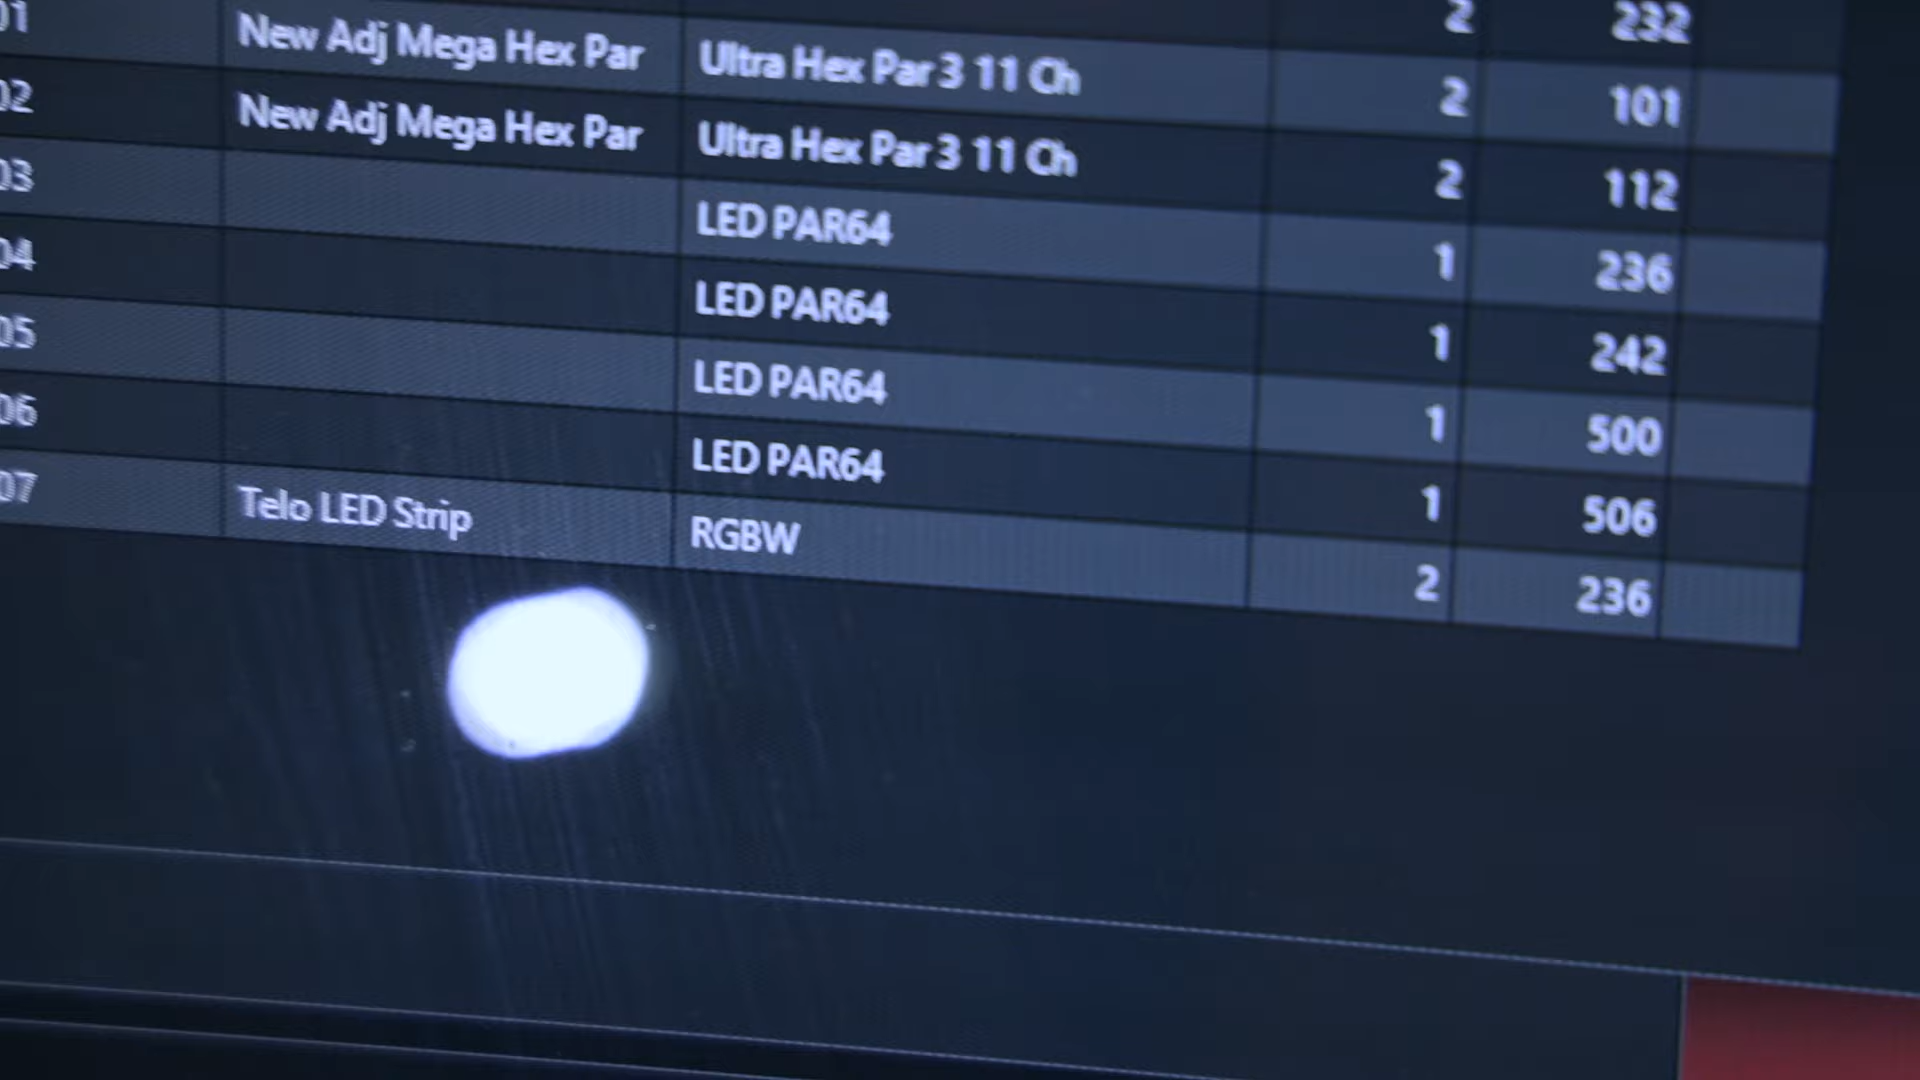 2 232
01 New Adj Mega Hex Par Ultra Hex Par 3 11 Ch 2 101
02 New Adj Mega Hex Par Ultra Hex Par 3 11 Ch 2 112
03 LED PAR64 1 236
04 LED PAR64 1 242
05 LED PAR64 1 500
06 LED PAR64 1 506
07 Telo LED Strip RGBW 2 236